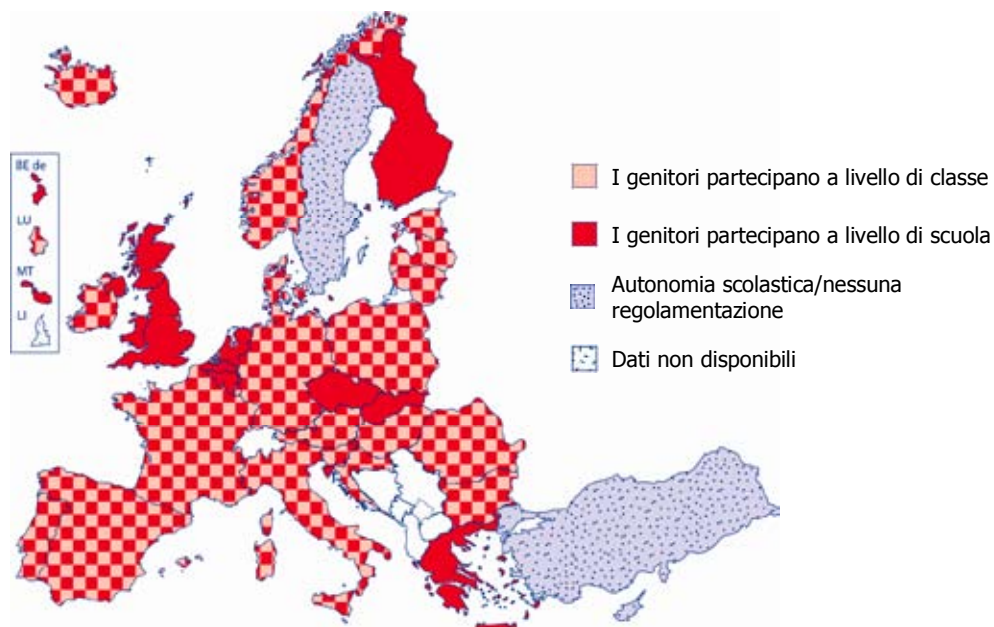 BE de
LU
MT
LI
I genitori partecipano a livello di classe
I genitori partecipano a livello di scuola
Autonomia scolastica/nessuna
regolamentazione
Dati non disponibili